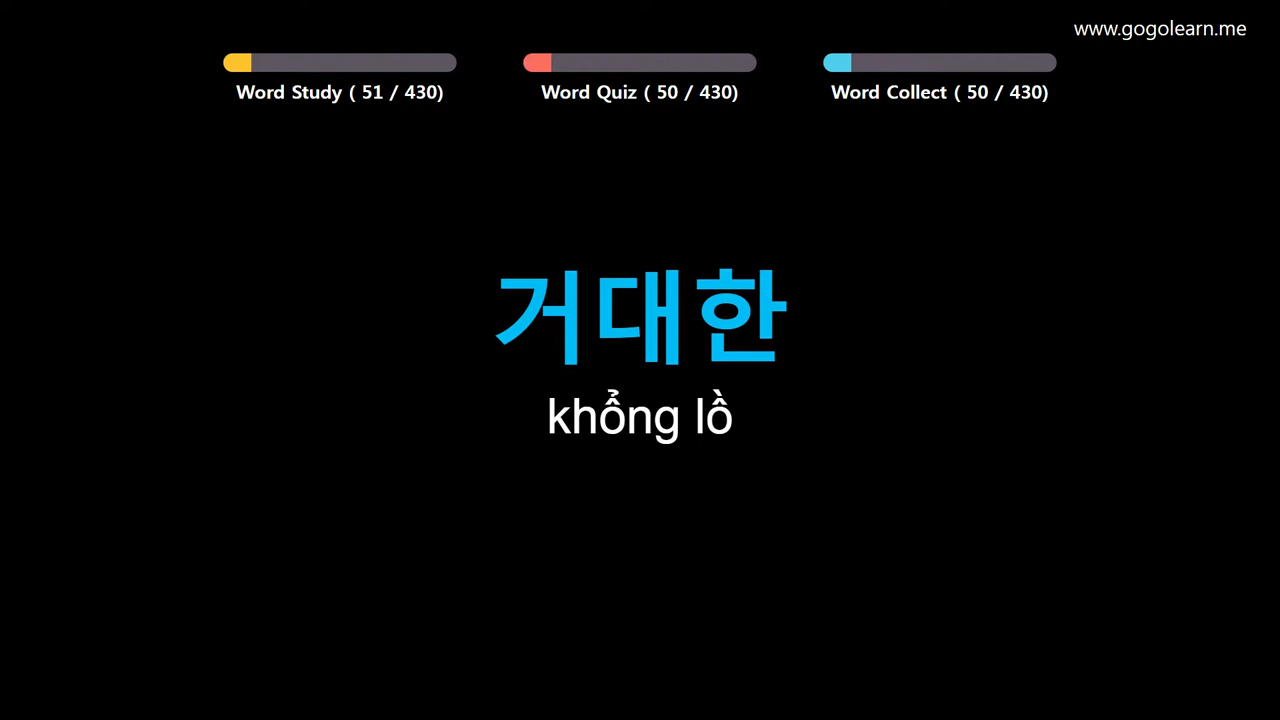 www.gogolearn.me
Word Study ( 51 / 430)
Word Quiz ( 50 / 430)
Word Collect ( 50 / 430)
거대한
khổng lồ